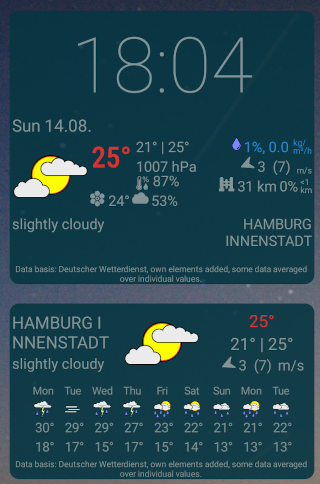 18:04
Sun 14.08.
25° 21° | 25° 1%, 0.0 kg/m²/h
1007 hPa 3 (7) m/s
87% 31 km 0% <1 km
24° 53%
slightly cloudy HAMBURG
INNENSTADT
Data basis: Deutscher Wetterdienst, own elements added, some data averaged
over individual values.
HAMBURG I 25°
NNENSTADT 21° | 25°
slightly cloudy 3 (7) m/s
Mon Tue Wed Thu Fri Sat Sun Mon Tue
30° 29° 29° 27° 23° 22° 21° 21° 22°
18° 17° 15° 17° 15° 14° 13° 13° 13°
Data basis: Deutscher Wetterdienst, own elements added, some data averaged
over individual values.